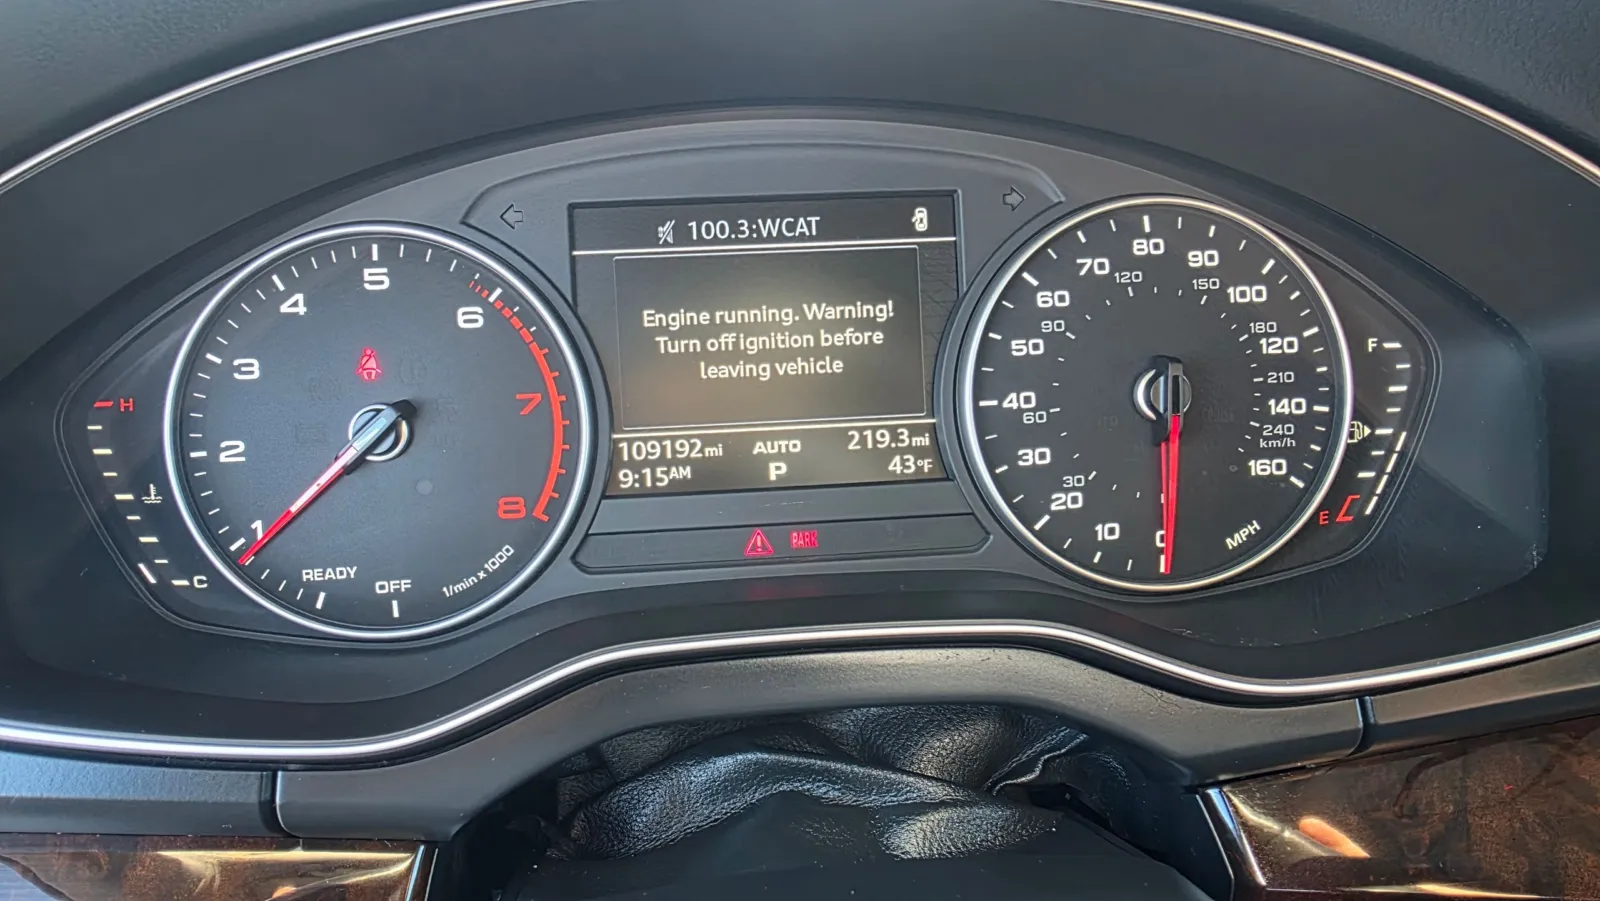 100.3:WCAT
Engine running. Warning!
Turn off ignition before
leaving vehicle
109192mi
AUTO
219.3mi
9:15AM
P
43°F
PARK
H
C
OFF
READY
1
2
3
4
5
6
7
8
1/min x 1000
0
10
20
30
40
50
60
70
80
90
100
120
140
160
MPH
30
60
90
120
150
180
210
240
km/h
F
E